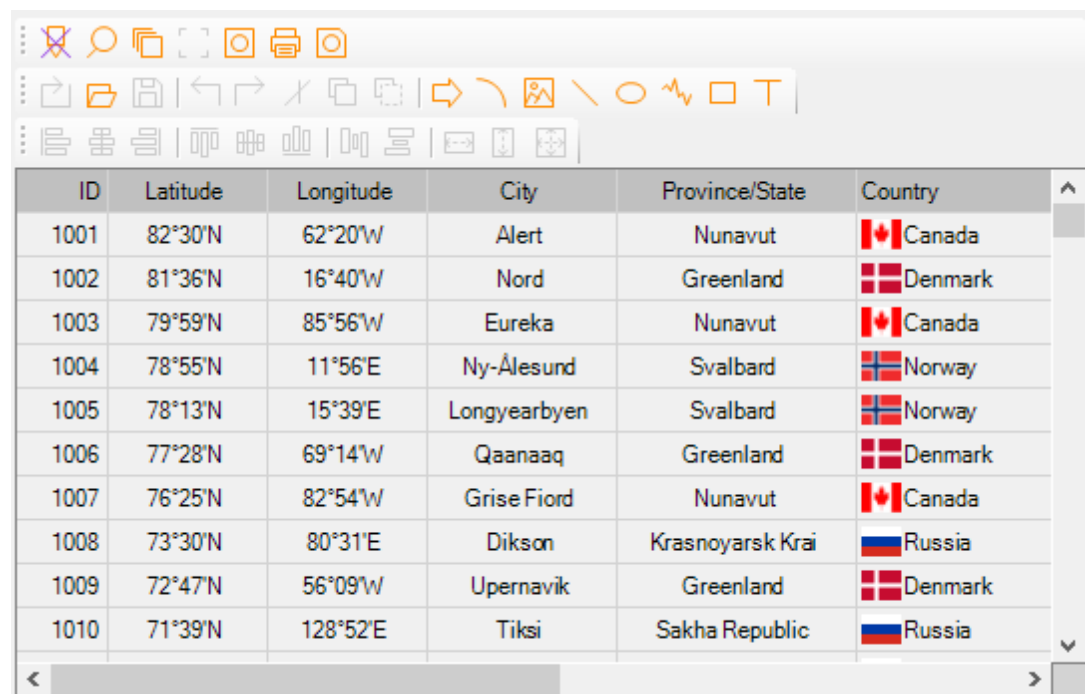 ID Latitude Longitude City Province/State Country
1001 82°30'N 62°20'W Alert Nunavut Canada
1002 81°36'N 16°40'W Nord Greenland Denmark
1003 79°59'N 85°56'W Eureka Nunavut Canada
1004 78°55'N 11°56'E Ny-Ålesund Svalbard Norway
1005 78°13'N 15°39'E Longyearbyen Svalbard Norway
1006 77°28'N 69°14'W Qaanaaq Greenland Denmark
1007 76°25'N 82°54'W Grise Fiord Nunavut Canada
1008 73°30'N 80°31'E Dikson Krasnoyarsk Krai Russia
1009 72°47'N 56°09'W Upernavik Greenland Denmark
1010 71°39'N 128°52'E Tiksi Sakha Republic Russia